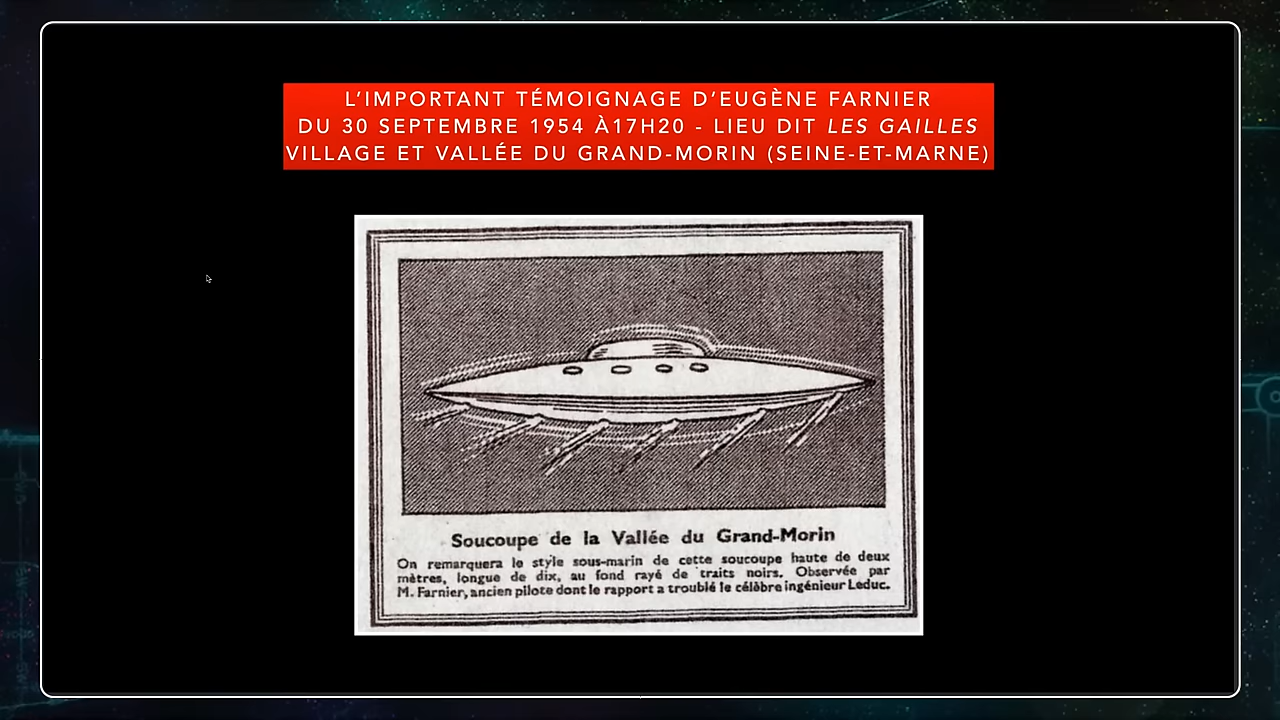 L'IMPORTANT TÉMOIGNAGE D'EUGÈNE FARNIER
DU 30 SEPTEMBRE 1954 À17H20 - LIEU DIT LES GAILLES
VILLAGE ET VALLÉE DU GRAND-MORIN (SEINE-ET-MARNE)
Soucoupe de la Vallée du Grand-Morin
On remarquera le style sous-marin de cette soucoupe haute de deux
mètres, longue de dix, au fond rayé de traits noirs. Observée par
M. Farnier, ancien pilote dont le rapport a troublé le célèbre ingénieur Leduc.